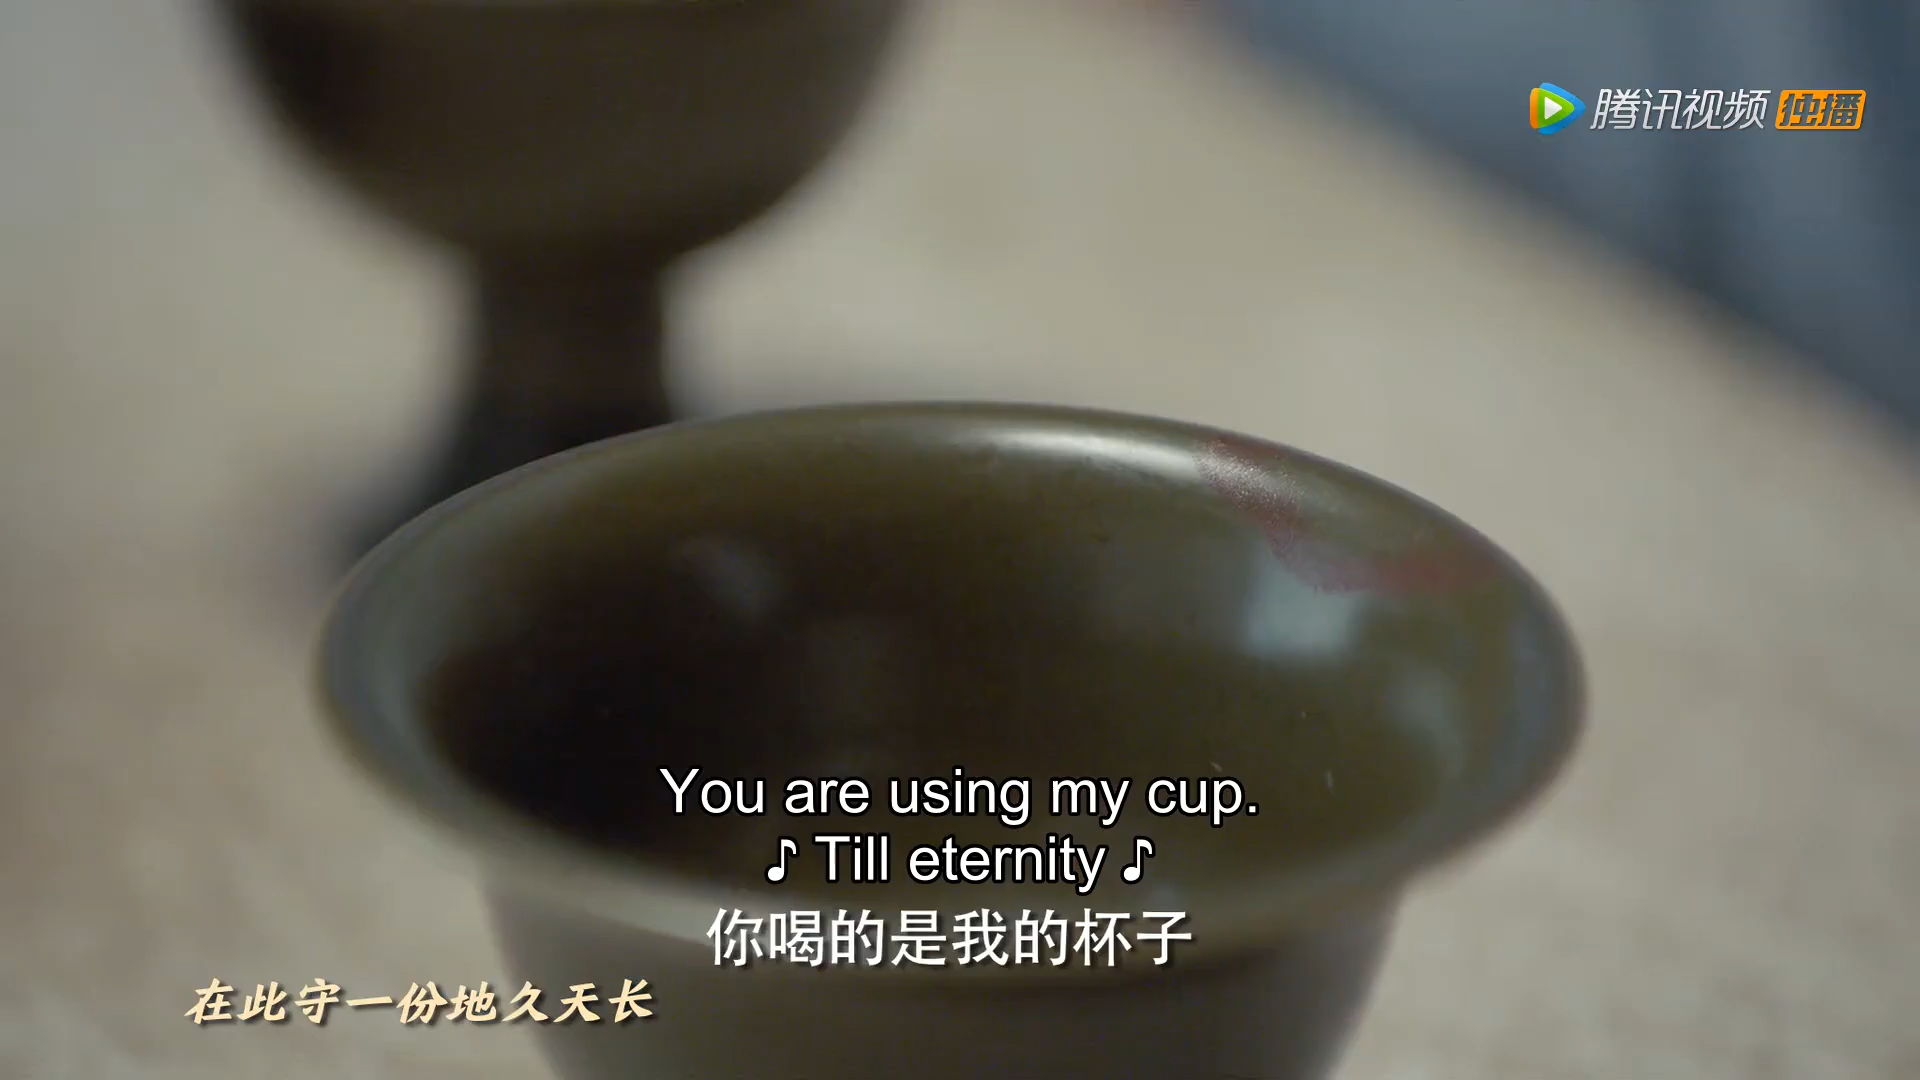 腾讯视频 独播
You are using my cup.
♪ Till eternity ♪
你喝的是我的杯子
在此守一份地久天长